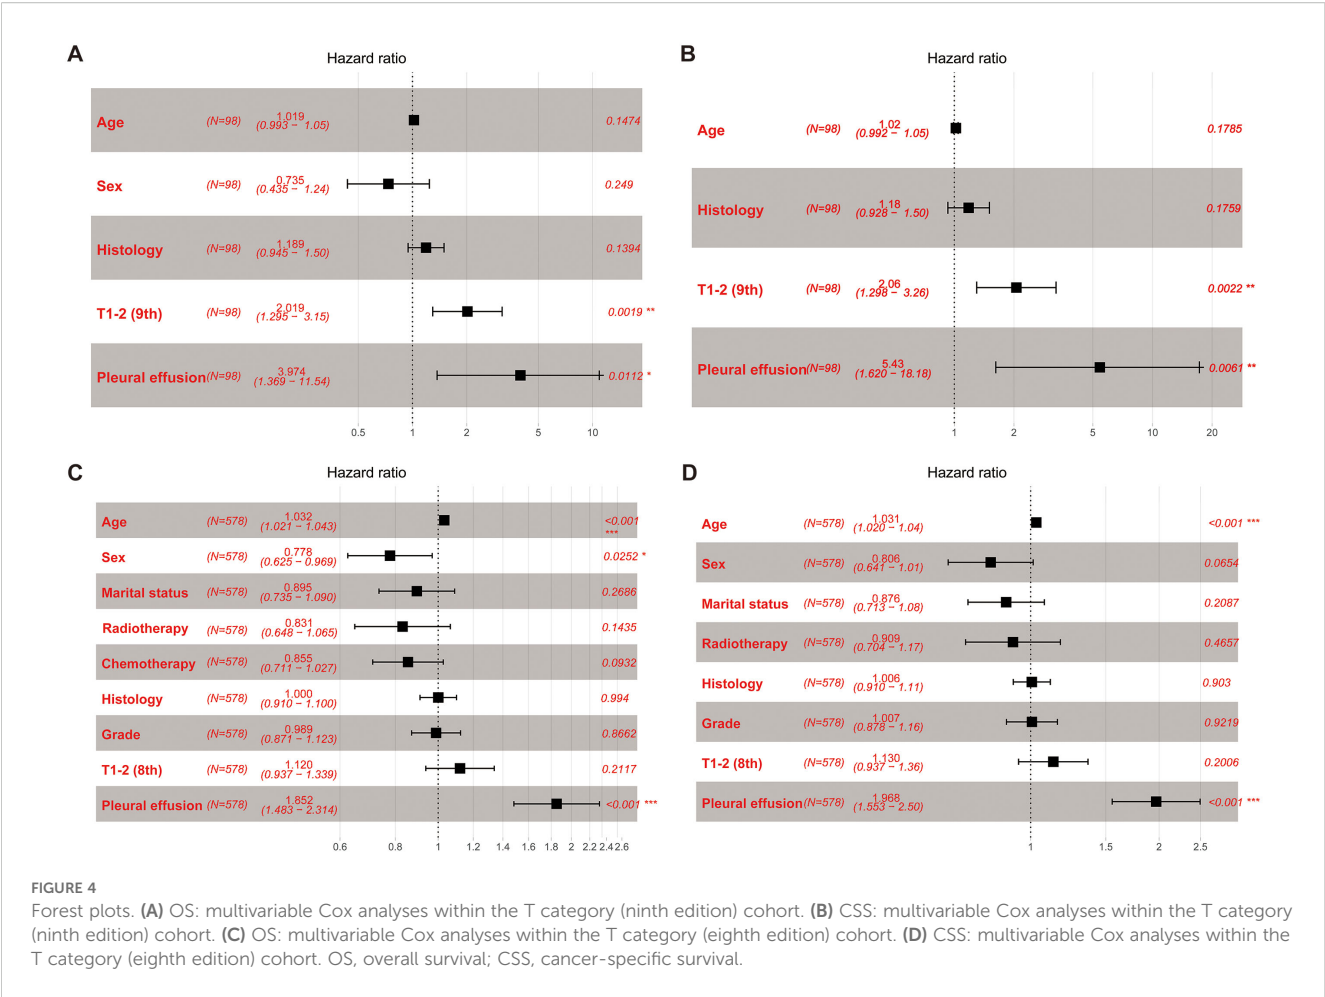 A
Hazard ratio
Age (N=98) 1.019 (0.993 − 1.05) 0.1474
Sex (N=98) 0.735 (0.435 − 1.24) 0.249
Histology (N=98) 1.189 (0.945 − 1.50) 0.1394
T1-2 (9th) (N=98) 2.019 (1.295 − 3.15) 0.0019 **
Pleural effusion (N=98) 3.974 (1.369 − 11.54) 0.0112 *
0.5 1 2 5 10
B
Hazard ratio
Age (N=98) 1.02 (0.992 − 1.05) 0.1785
Histology (N=98) 1.18 (0.928 − 1.50) 0.1759
T1-2 (9th) (N=98) 2.06 (1.298 − 3.26) 0.0022 **
Pleural effusion (N=98) 5.43 (1.620 − 18.18) 0.0061 **
1 2 5 10 20
C
Hazard ratio
Age (N=578) 1.032 (1.021 − 1.043) <0.001 ***
Sex (N=578) 0.778 (0.625 − 0.969) 0.0252 *
Marital status (N=578) 0.895 (0.735 − 1.090) 0.2686
Radiotherapy (N=578) 0.831 (0.648 − 1.065) 0.1435
Chemotherapy (N=578) 0.855 (0.711 − 1.027) 0.0932
Histology (N=578) 1.000 (0.910 − 1.100) 0.994
Grade (N=578) 0.989 (0.871 − 1.123) 0.8662
T1-2 (8th) (N=578) 1.120 (0.937 − 1.339) 0.2117
Pleural effusion (N=578) 1.852 (1.483 − 2.314) <0.001 ***
0.6 0.8 1 1.2 1.4 1.6 1.8 2 2.2 2.4 2.6
D
Hazard ratio
Age (N=578) 1.031 (1.020 − 1.04) <0.001 ***
Sex (N=578) 0.806 (0.641 − 1.01) 0.0654
Marital status (N=578) 0.876 (0.713 − 1.08) 0.2087
Radiotherapy (N=578) 0.909 (0.704 − 1.17) 0.4657
Histology (N=578) 1.006 (0.910 − 1.11) 0.903
Grade (N=578) 1.007 (0.878 − 1.16) 0.9219
T1-2 (8th) (N=578) 1.130 (0.937 − 1.36) 0.2006
Pleural effusion (N=578) 1.968 (1.553 − 2.50) <0.001 ***
1 1.5 2 2.5
FIGURE 4
Forest plots. (A) OS: multivariable Cox analyses within the T category (ninth edition) cohort. (B) CSS: multivariable Cox analyses within the T category
(ninth edition) cohort. (C) OS: multivariable Cox analyses within the T category (eighth edition) cohort. (D) CSS: multivariable Cox analyses within the
T category (eighth edition) cohort. OS, overall survival; CSS, cancer-specific survival.